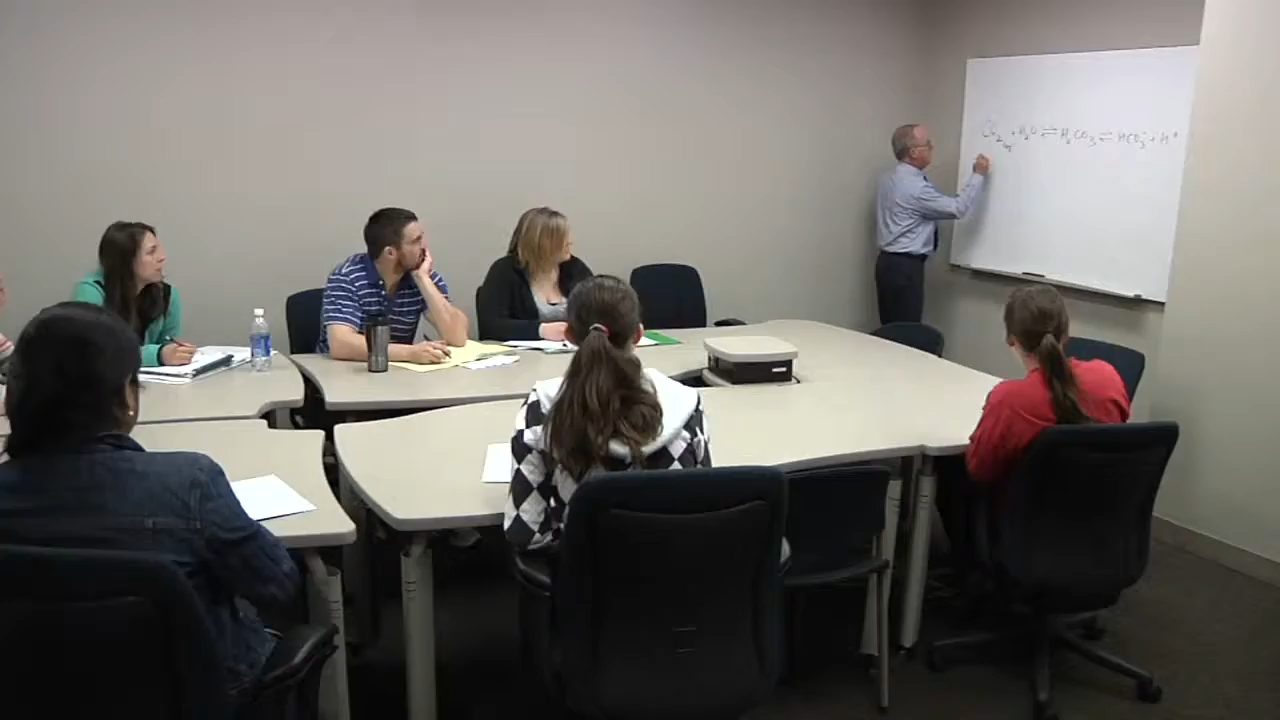 CO₂(aq) + H₂O ⇌ H₂CO₃ ⇌ HCO₃⁻ + H⁺